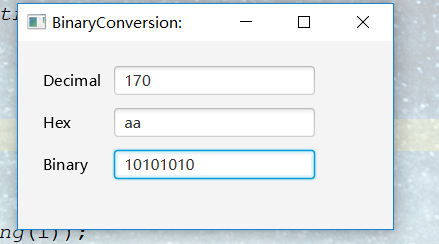 BinaryConversion:
Decimal 170
Hex aa
Binary 10101010